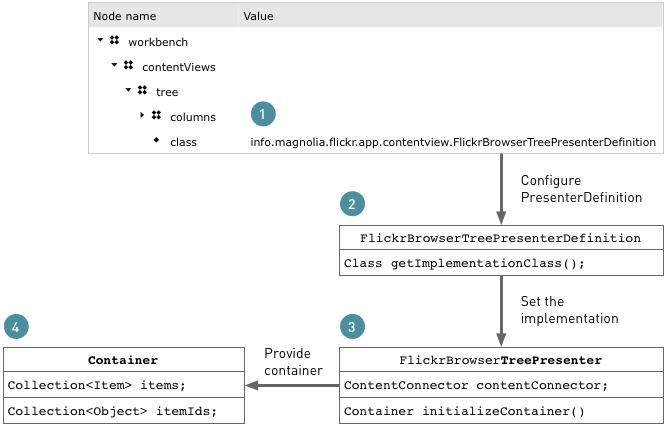 Node name Value
workbench
contentViews
tree
columns
1
class info.magnolia.flickr.app.contentview.FlickrBrowserTreePresenterDefinition
Configure
PresenterDefinition
2
FlickrBrowserTreePresenterDefinition
Class getImplementationClass();
Set the
implementation
4
3
Container
Collection<Item> items;
Collection<Object> itemIds;
Provide
container
FlickrBrowserTreePresenter
ContentConnector contentConnector;
Container initializeContainer()